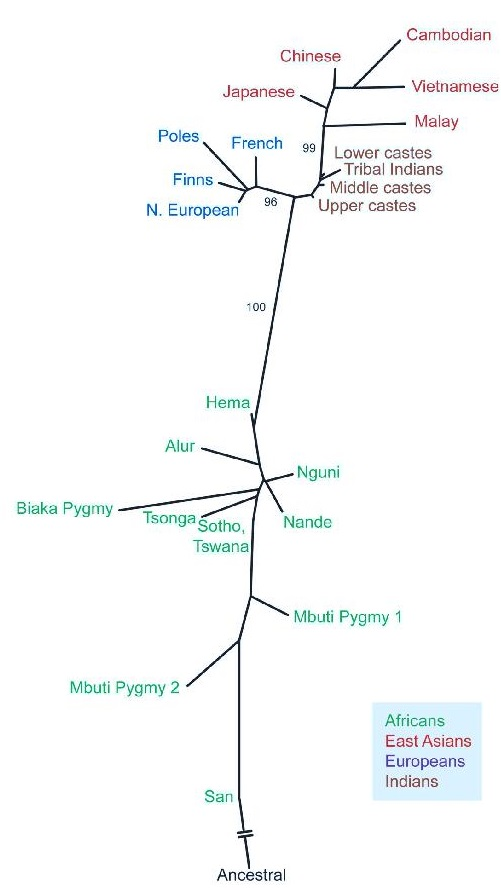 Cambodian
Chinese
Japanese
Vietnamese
Malay
Poles
French
99
Lower castes
Tribal Indians
Finns
Middle castes
N. European
96
Upper castes
100
Hema
Alur
Nguni
Biaka Pygmy
Tsonga
Sotho,
Tswana
Nande
Mbuti Pygmy 1
Mbuti Pygmy 2
Africans
East Asians
Europeans
Indians
San
Ancestral